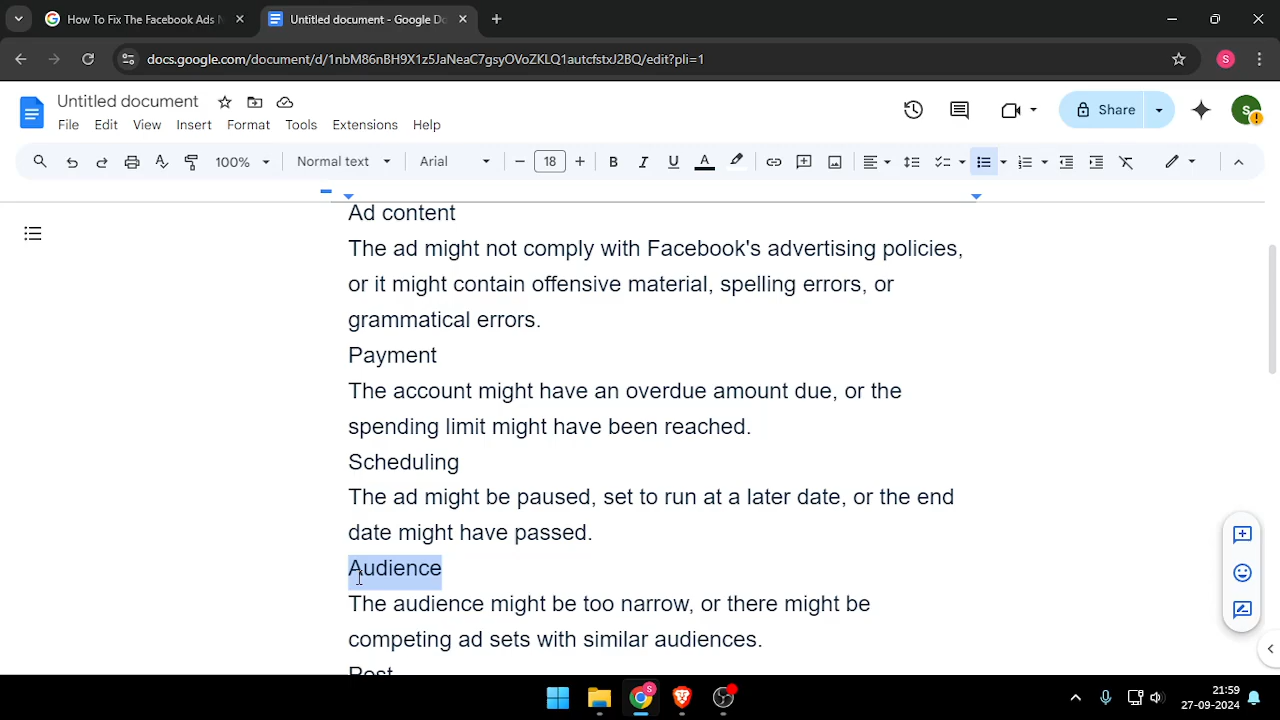 How To Fix The Facebook Ads N
Untitled document - Google Do
docs.google.com/document/d/1nbM86nBH9X1z5JaNeaC7gsyOVoZKLQ1autcfstxJ2BQ/edit?pli=1
S
Untitled document
File Edit View Insert Format Tools Extensions Help
Share
S
100% Normal text Arial 18 B I U A
Ad content
The ad might not comply with Facebook's advertising policies,
or it might contain offensive material, spelling errors, or
grammatical errors.
Payment
The account might have an overdue amount due, or the
spending limit might have been reached.
Scheduling
The ad might be paused, set to run at a later date, or the end
date might have passed.
Audience
The audience might be too narrow, or there might be
competing ad sets with similar audiences.
Post
S
21:59
27-09-2024